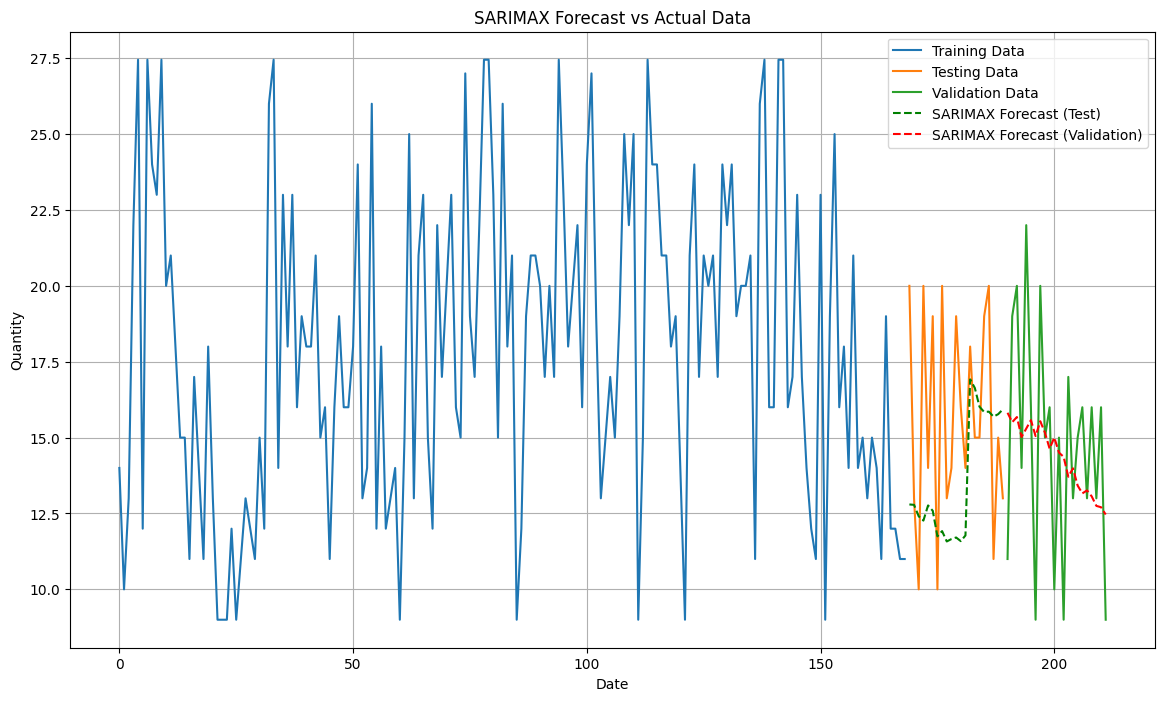 SARIMAX Forecast vs Actual Data
Training Data
Testing Data
Validation Data
SARIMAX Forecast (Test)
SARIMAX Forecast (Validation)
Quantity
27.5
25.0
22.5
20.0
17.5
15.0
12.5
10.0
0
50
100
150
200
Date